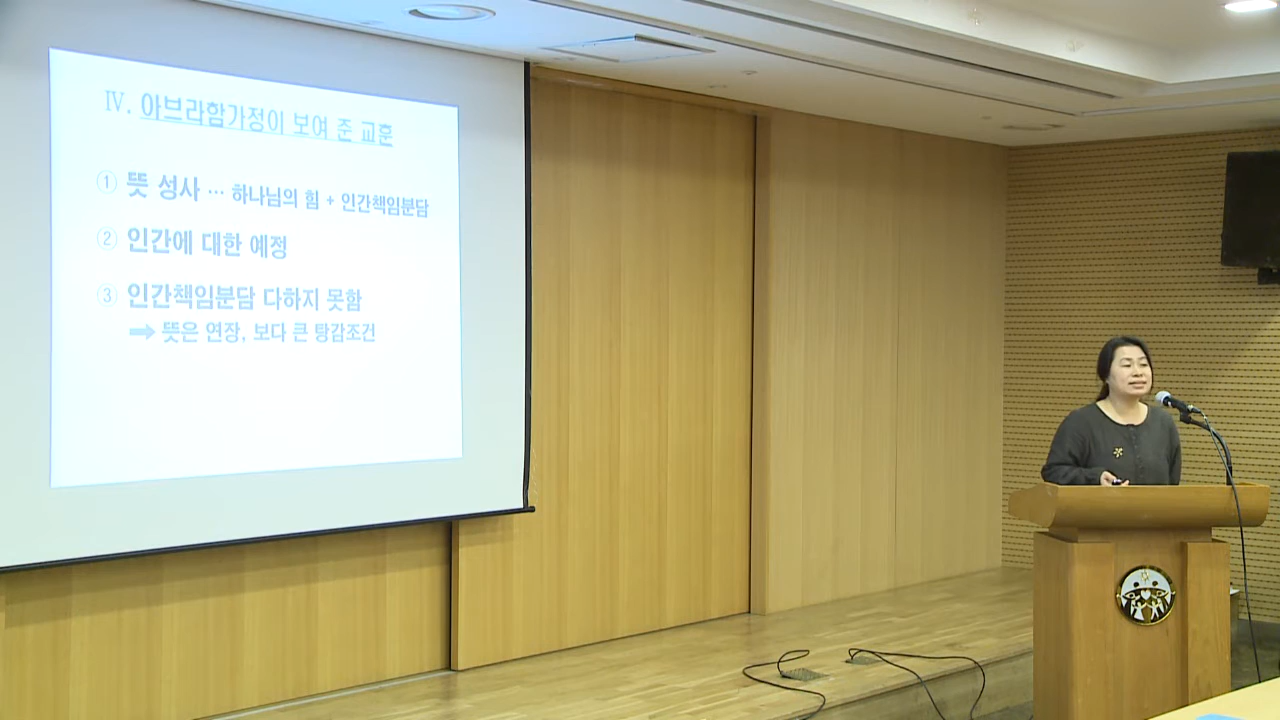 Ⅳ. 아브라함가정이 보여 준 교훈
① 뜻 성사 … 하나님의 힘 + 인간책임분담
② 인간에 대한 예정
③ 인간책임분담 다하지 못함
➡ 뜻은 연장, 보다 큰 탕감조건